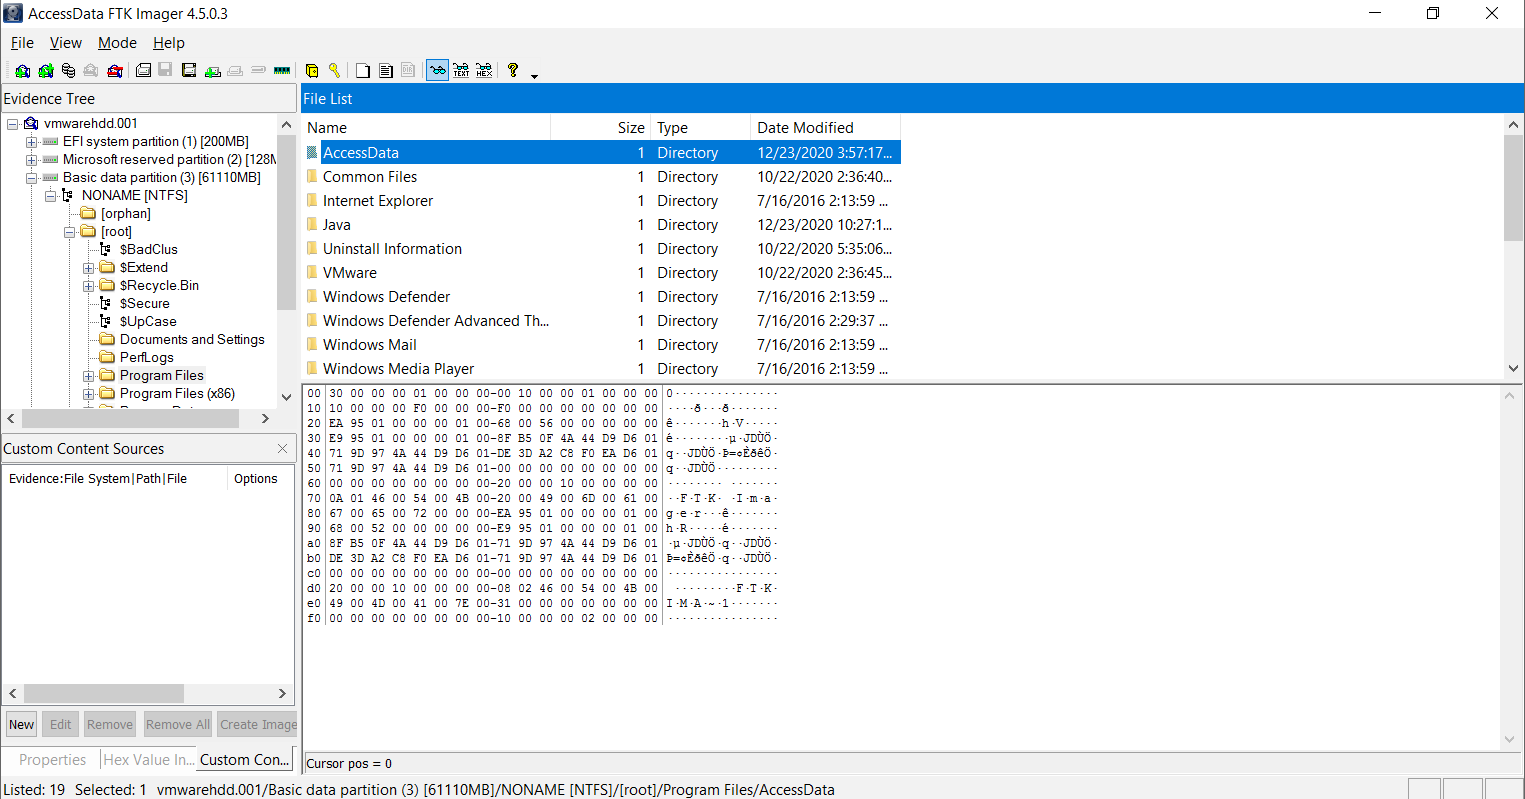 AccessData FTK Imager 4.5.0.3
File View Mode Help
TEXT HEX
Evidence Tree
vmwarehdd.001
EFI system partition (1) [200MB]
Microsoft reserved partition (2) [128M
Basic data partition (3) [61110MB]
NONAME [NTFS]
[orphan]
[root]
$BadClus
$Extend
$Recycle.Bin
$Secure
$UpCase
Documents and Settings
PerfLogs
Program Files
Program Files (x86)
Custom Content Sources
Evidence:File System|Path|File Options
New Edit Remove Remove All Create Image
Properties Hex Value In... Custom Con...
File List
Name Size Type Date Modified
AccessData 1 Directory 12/23/2020 3:57:17...
Common Files 1 Directory 10/22/2020 2:36:40...
Internet Explorer 1 Directory 7/16/2016 2:13:59 ...
Java 1 Directory 12/23/2020 10:27:1...
Uninstall Information 1 Directory 10/22/2020 5:35:06...
VMware 1 Directory 10/22/2020 2:36:45...
Windows Defender 1 Directory 7/16/2016 2:13:59 ...
Windows Defender Advanced Th... 1 Directory 7/16/2016 2:29:37 ...
Windows Mail 1 Directory 7/16/2016 2:13:59 ...
Windows Media Player 1 Directory 7/16/2016 2:13:59 ...
00 30 00 00 00 01 00 00 00-00 10 00 00 01 00 00 00 0···············
10 10 00 00 00 F0 00 00 00-F0 00 00 00 00 00 00 00 ····ð···ð·······
20 EA 95 01 00 00 00 01 00-68 00 56 00 00 00 00 00 ê·······h·V·····
30 E9 95 01 00 00 00 01 00-8F B5 0F 4A 44 D9 D6 01 é········µ·JDÙÖ·
40 71 9D 97 4A 44 D9 D6 01-DE 3D A2 C8 F0 EA D6 01 q··JDÙÖ·Þ=¢ÈðêÖ·
50 71 9D 97 4A 44 D9 D6 01-00 00 00 00 00 00 00 00 q··JDÙÖ·········
60 00 00 00 00 00 00 00 00-20 00 00 10 00 00 00 00 ········ ·······
70 0A 01 46 00 54 00 4B 00-20 00 49 00 6D 00 61 00 ··F·T·K· ·I·m·a·
80 67 00 65 00 72 00 00 00-EA 95 01 00 00 00 01 00 g·e·r···ê·······
90 68 00 52 00 00 00 00 00-E9 95 01 00 00 00 01 00 h·R·····é·······
a0 8F B5 0F 4A 44 D9 D6 01-71 9D 97 4A 44 D9 D6 01 ·µ·JDÙÖ·q··JDÙÖ·
b0 DE 3D A2 C8 F0 EA D6 01-71 9D 97 4A 44 D9 D6 01 Þ=¢ÈðêÖ·q··JDÙÖ·
c0 00 00 00 00 00 00 00 00-00 00 00 00 00 00 00 00 ················
d0 20 00 00 10 00 00 00 00-08 02 46 00 54 00 4B 00 ·········F·T·K·
e0 49 00 4D 00 41 00 7E 00-31 00 00 00 00 00 00 00 I·M·A·~·1·······
f0 00 00 00 00 00 00 00 00-10 00 00 00 02 00 00 00 ················
Cursor pos = 0
Listed: 19 Selected: 1 vmwarehdd.001/Basic data partition (3) [61110MB]/NONAME [NTFS]/[root]/Program Files/AccessData